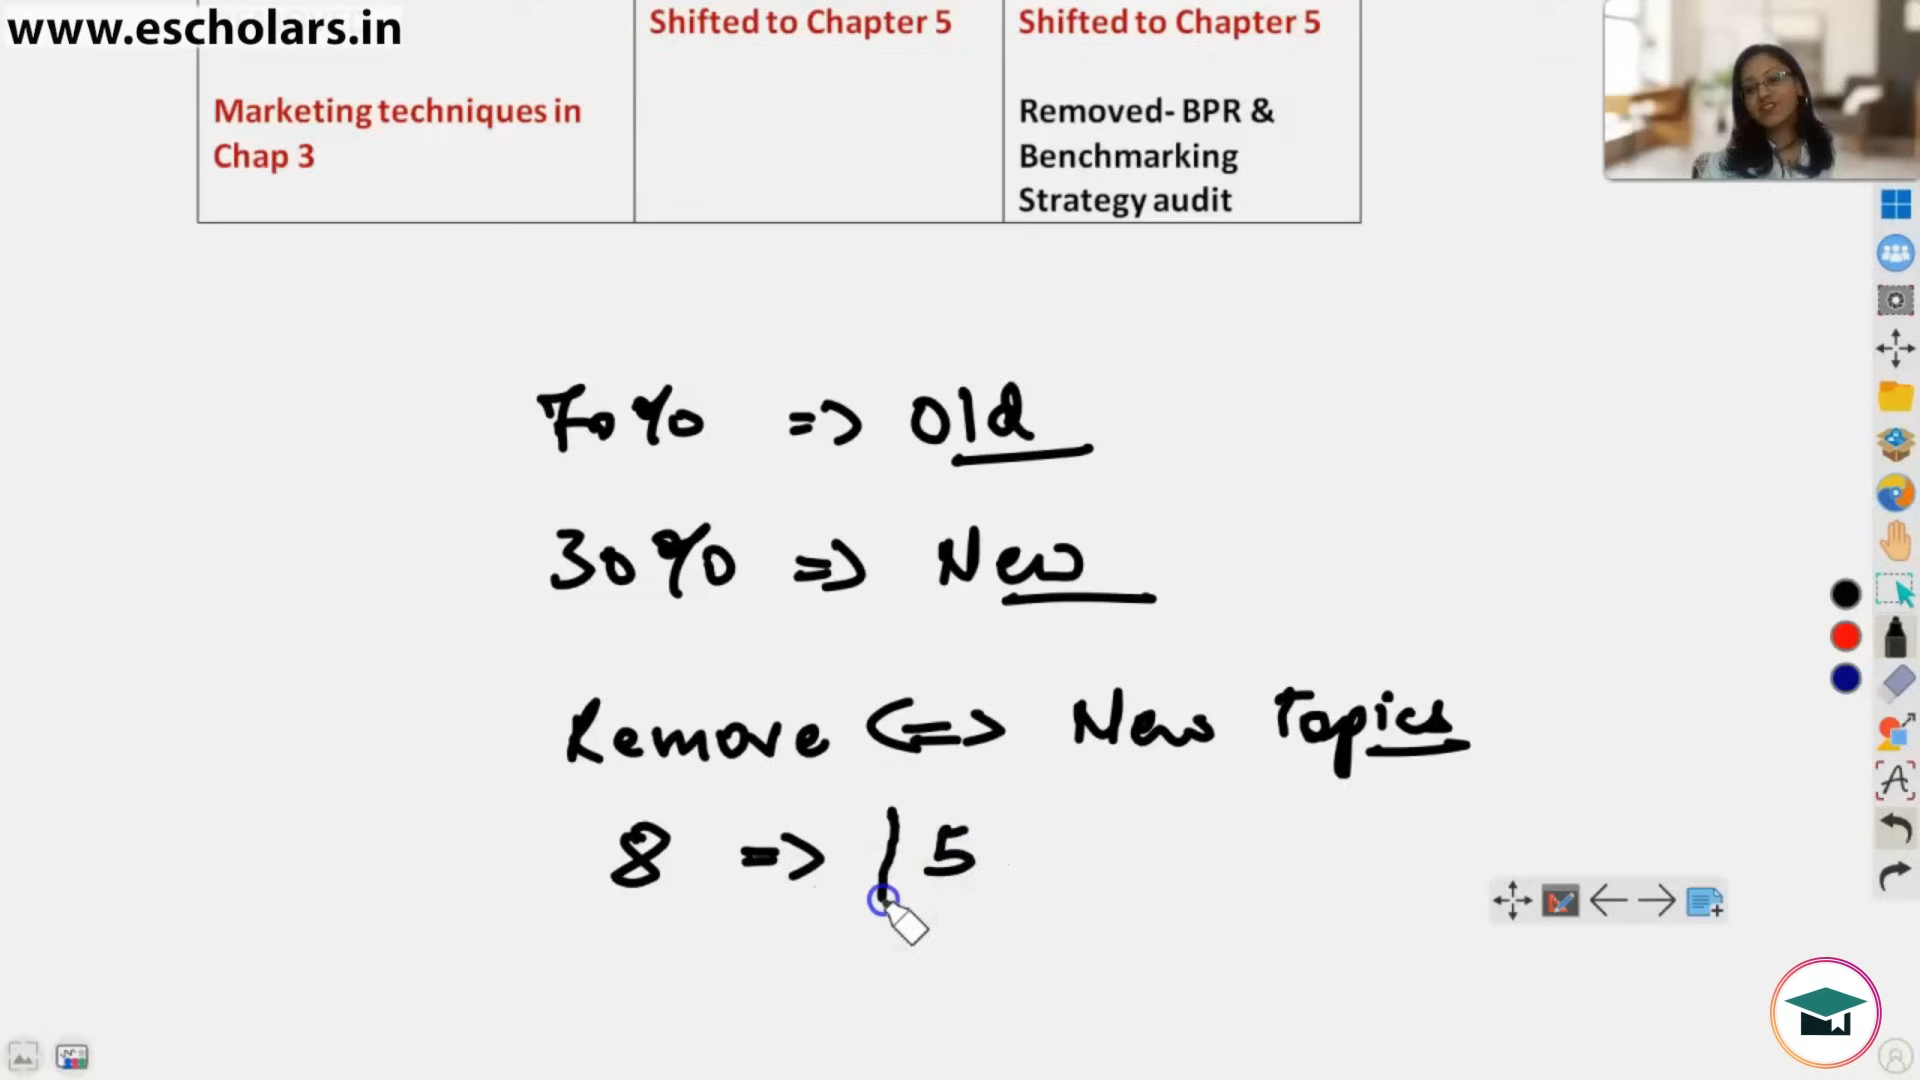 www.escholars.in
Shifted to Chapter 5
Shifted to Chapter 5
Marketing techniques in
Chap 3
Removed- BPR &
Benchmarking
Strategy audit
70% => Old
30% => New
Remove <=> New Topics
8 => | 5